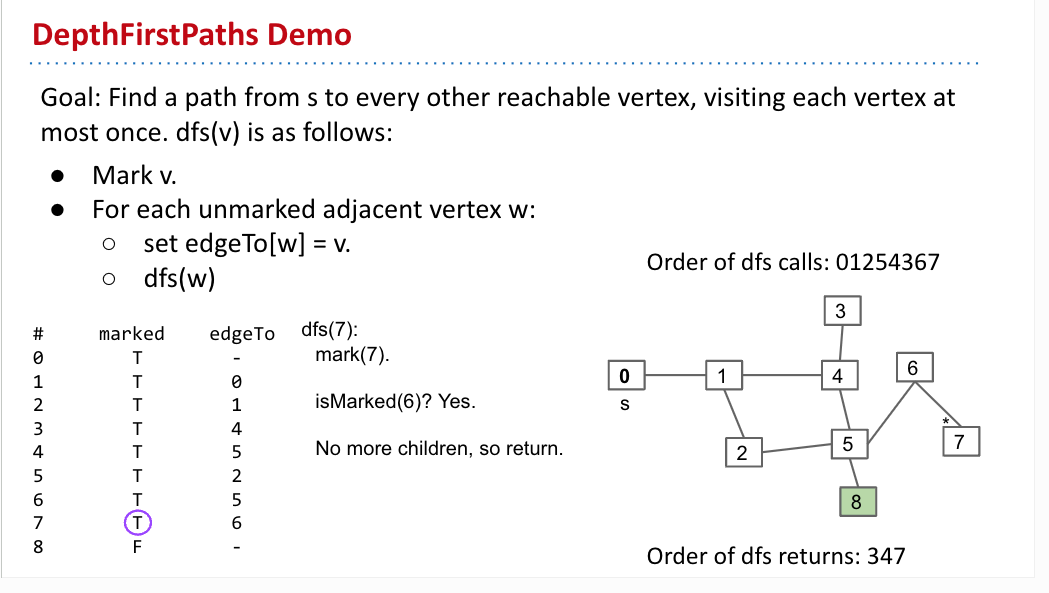 DepthFirstPaths Demo
Goal: Find a path from s to every other reachable vertex, visiting each vertex at
most once. dfs(v) is as follows:
● Mark v.
● For each unmarked adjacent vertex w:
○ set edgeTo[w] = v.
○ dfs(w)
Order of dfs calls: 01254367
# marked edgeTo
0 T -
1 T 0
2 T 1
3 T 4
4 T 5
5 T 2
6 T 5
7 T 6
8 F -
dfs(7):
mark(7).
isMarked(6)? Yes.
No more children, so return.
3
0 1 4 6
s
2 5 * 7
8
Order of dfs returns: 347